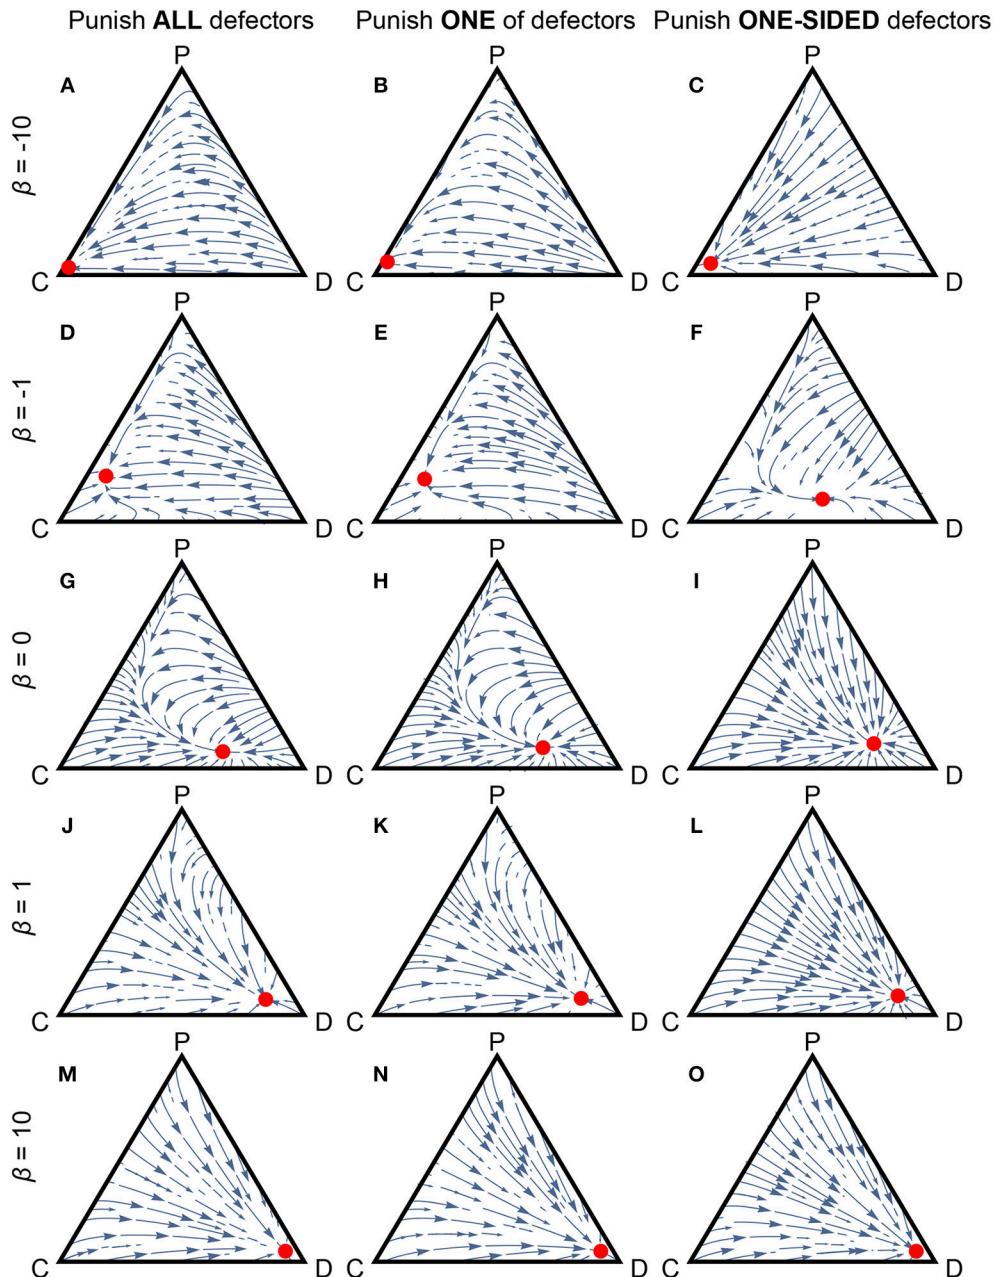 Punish ALL defectors Punish ONE of defectors Punish ONE-SIDED defectors
P P P
A B C
β = -10
C D C D C D
P P P
D E F
β = -1
C D C D C D
P P P
G H I
β = 0
C D C D C D
P P P
J K L
β = 1
C D C D C D
P P P
M N O
β = 10
C D C D C D